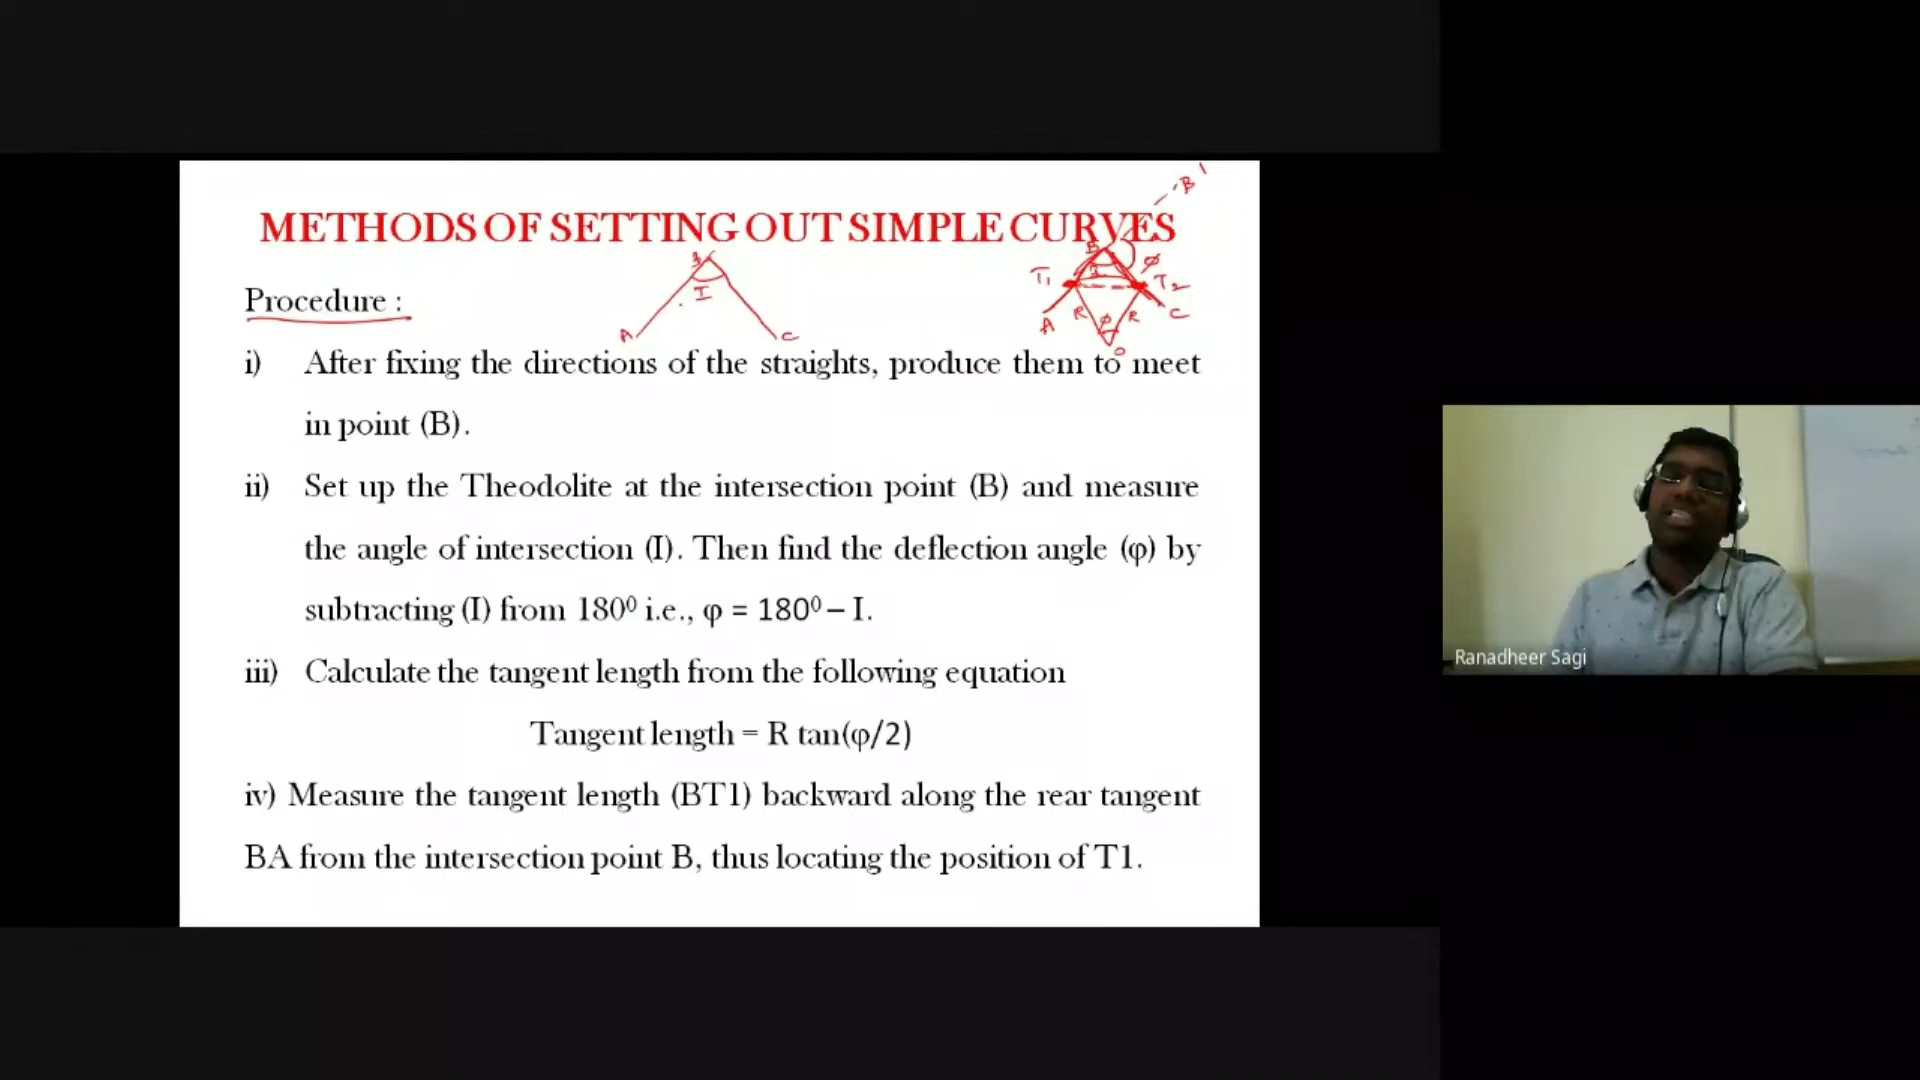 B'
METHODS OF SETTING OUT SIMPLE CURVES
B
T1 I φ T2
A R φ R C
O
I
A C
Procedure :
i) After fixing the directions of the straights, produce them to meet
in point (B).
ii) Set up the Theodolite at the intersection point (B) and measure
the angle of intersection (I). Then find the deflection angle (φ) by
subtracting (I) from 180⁰ i.e., φ = 180⁰ – I.
iii) Calculate the tangent length from the following equation
Tangent length = R tan(φ/2)
iv) Measure the tangent length (BT1) backward along the rear tangent
BA from the intersection point B, thus locating the position of T1.
Ranadheer Sagi